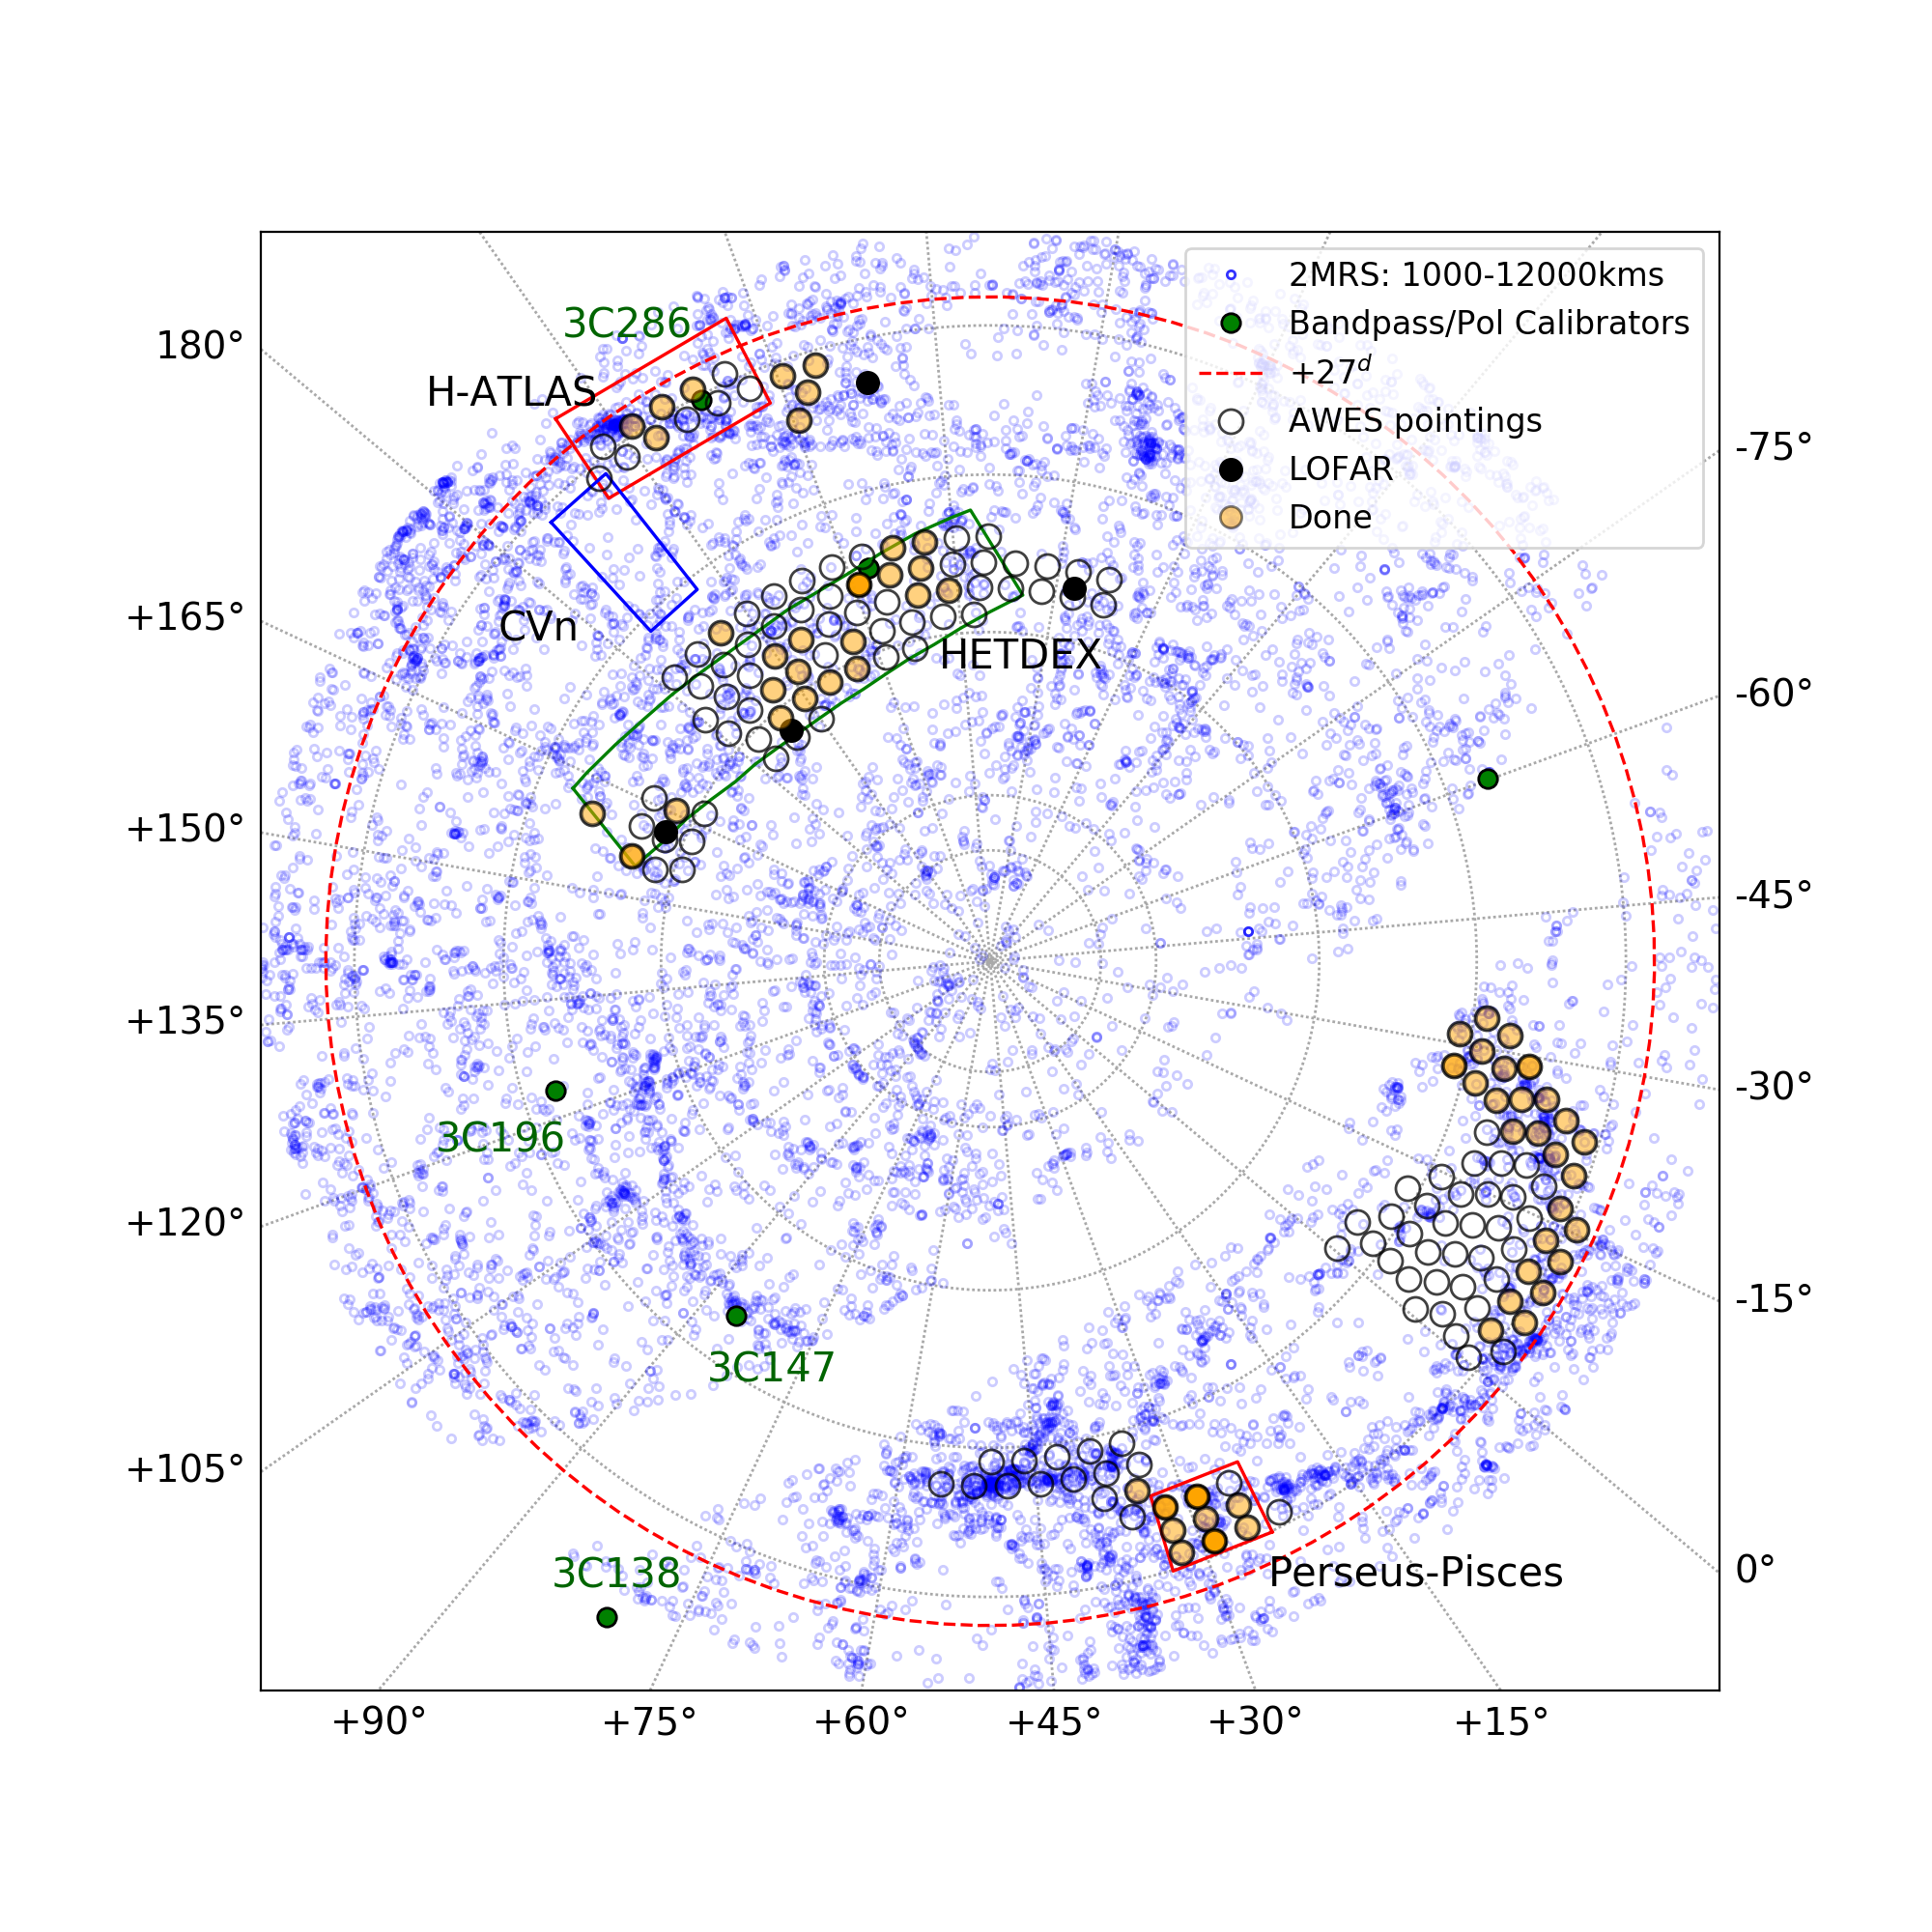 2MRS: 1000-12000kms
Bandpass/Pol Calibrators
+27^d
AWES pointings
LOFAR
Done
3C286
H-ATLAS
CVn
HETDEX
3C196
3C147
3C138
Perseus-Pisces
180°
+165°
+150°
+135°
+120°
+105°
-75°
-60°
-45°
-30°
-15°
0°
+90° +75° +60° +45° +30° +15°